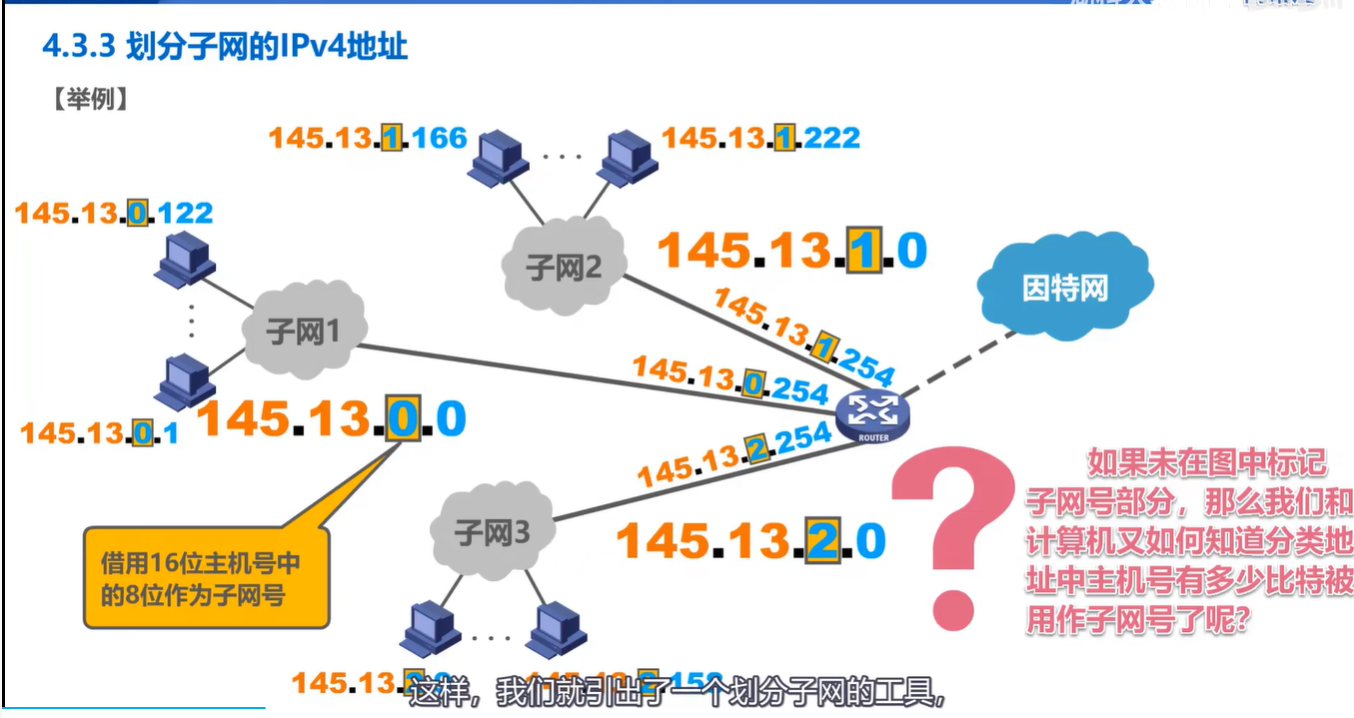 4.3.3 划分子网的IPv4地址
【举例】
145.13.1.166
145.13.1.222
145.13.0.122
子网2
145.13.1.0
因特网
145.13.1.254
子网1
145.13.0.254
145.13.0.1
145.13.0.0
ROUTER
145.13.2.254
如果未在图中标记
子网号部分，那么我们和
计算机又如何知道分类地
址中主机号有多少比特被
用作子网号了呢？
子网3
145.13.2.0
借用16位主机号中
的8位作为子网号
145.13.
这样，我们就引出了一个划分子网的工具，